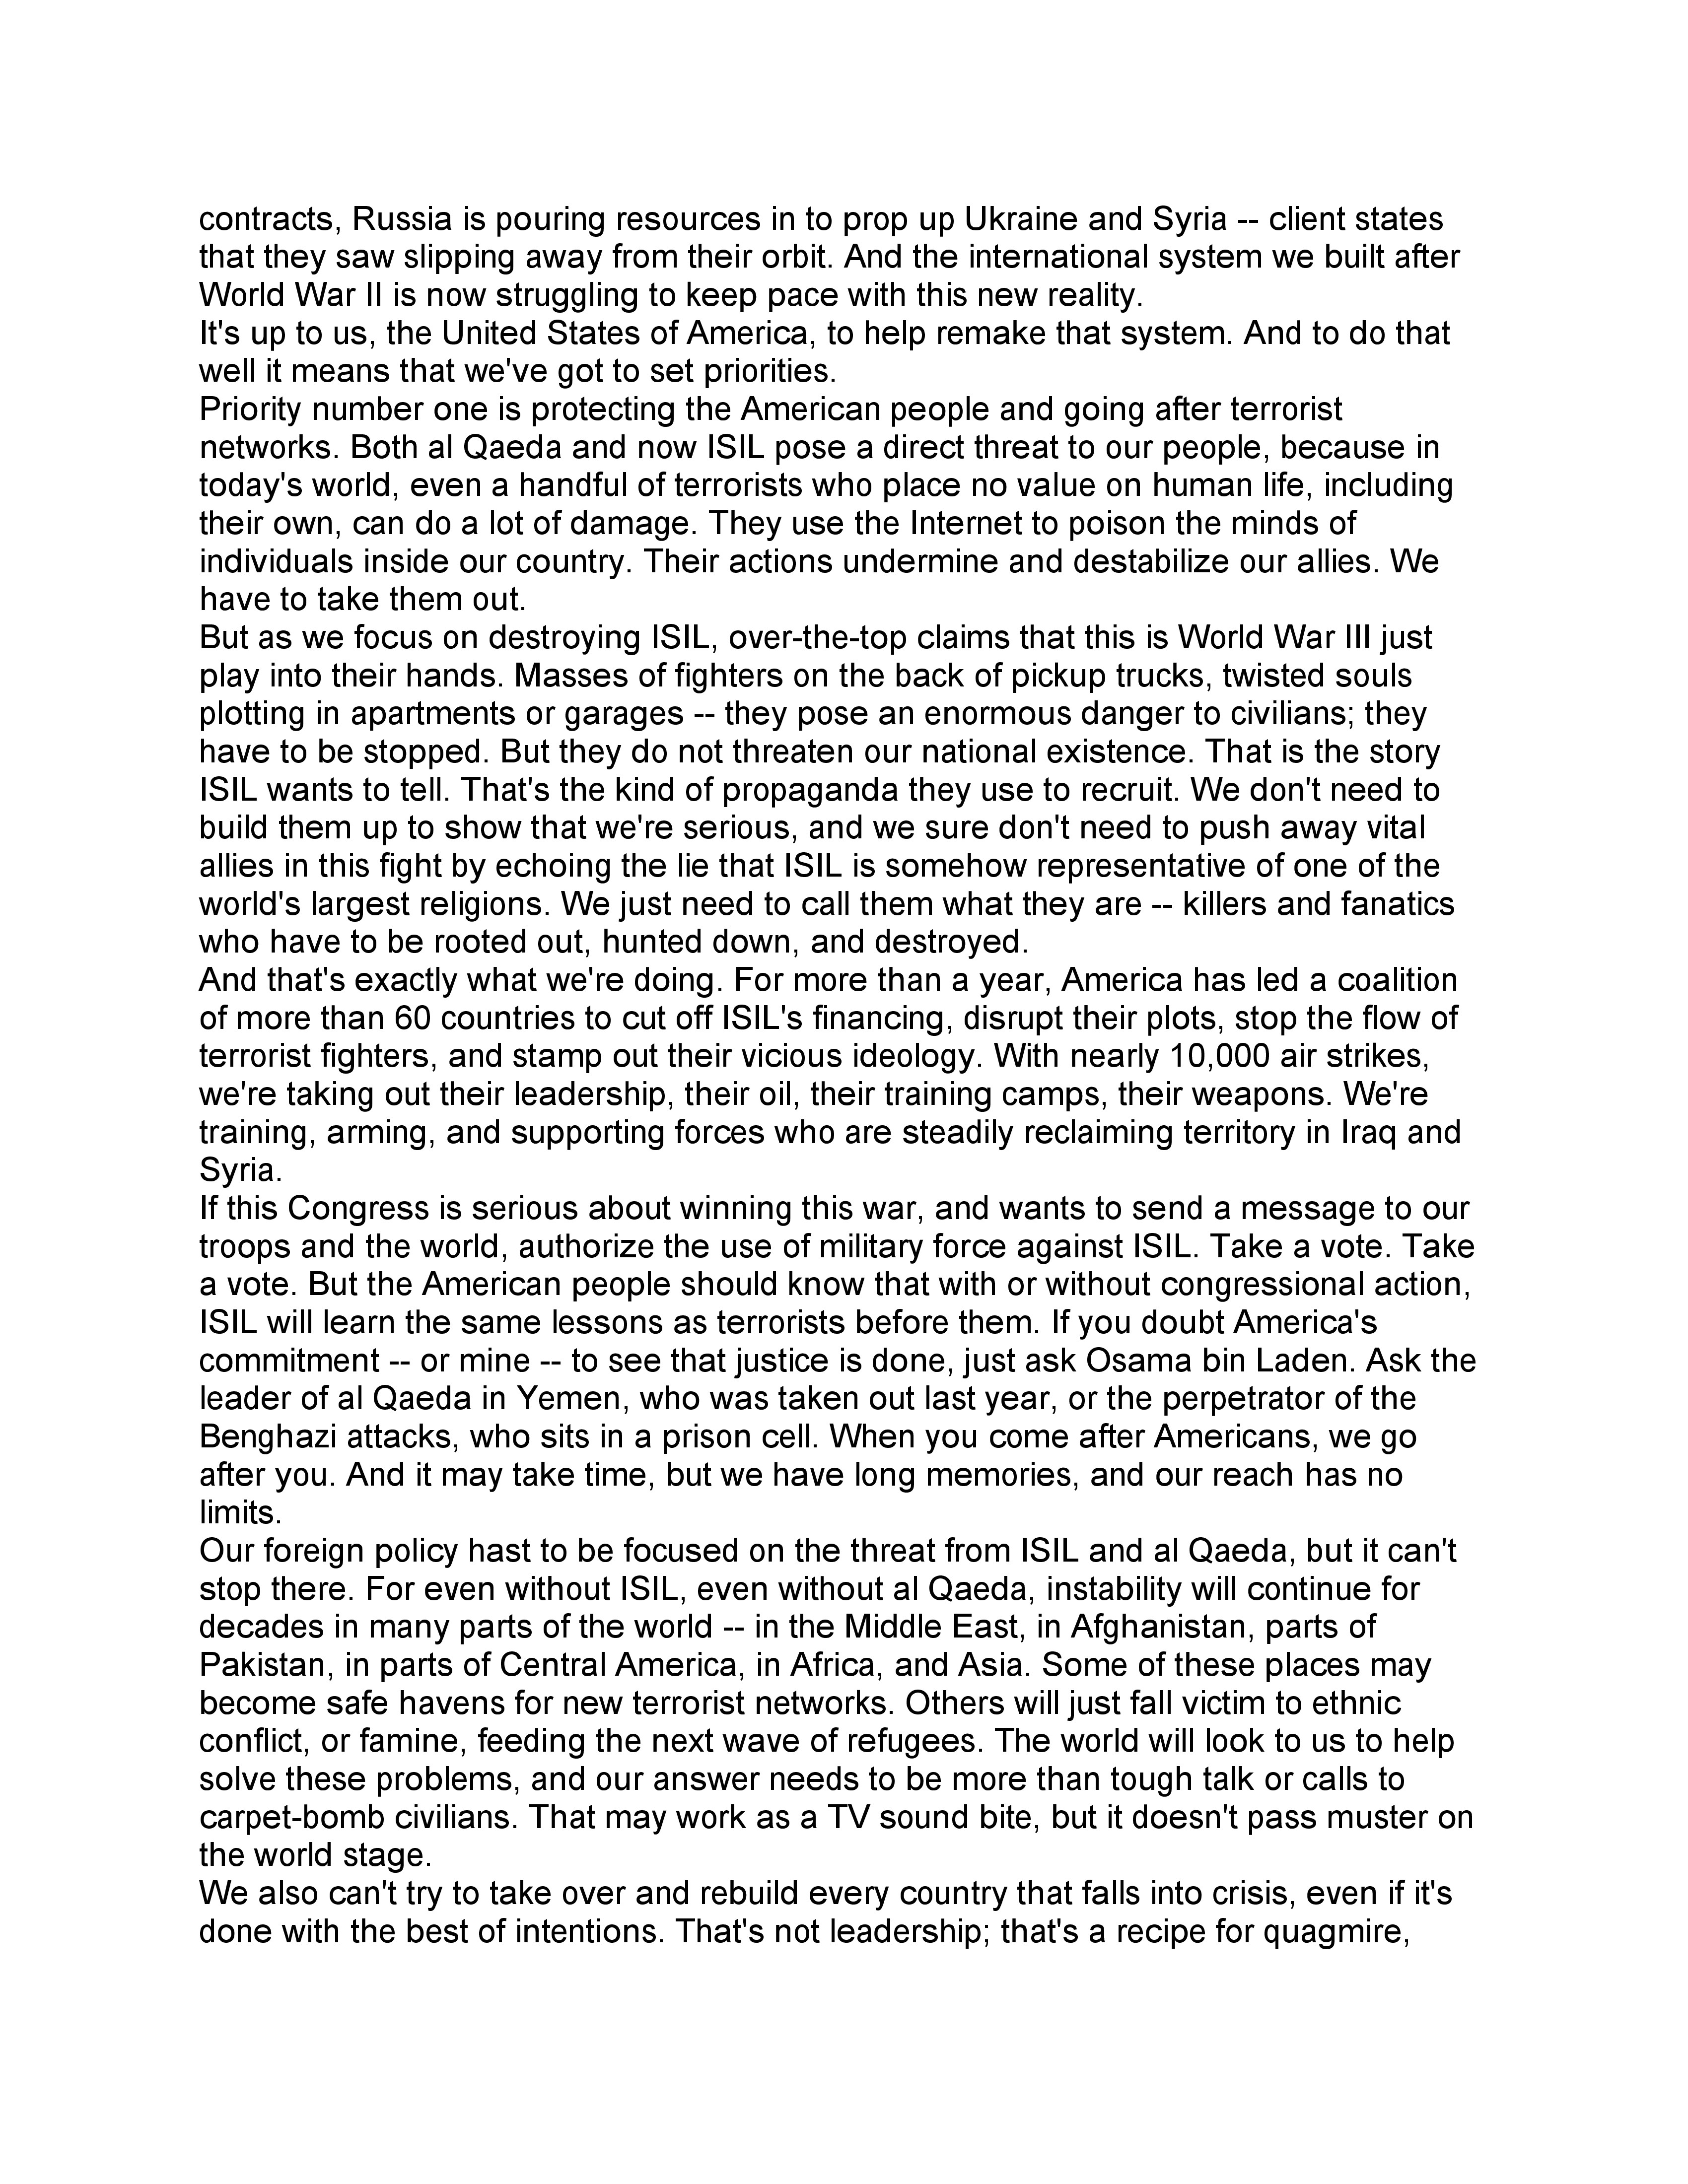 contracts, Russia is pouring resources in to prop up Ukraine and Syria -- client states
that they saw slipping away from their orbit. And the international system we built after
World War II is now struggling to keep pace with this new reality.
It's up to us, the United States of America, to help remake that system. And to do that
well it means that we've got to set priorities.
Priority number one is protecting the American people and going after terrorist
networks. Both al Qaeda and now ISIL pose a direct threat to our people, because in
today's world, even a handful of terrorists who place no value on human life, including
their own, can do a lot of damage. They use the Internet to poison the minds of
individuals inside our country. Their actions undermine and destabilize our allies. We
have to take them out.
But as we focus on destroying ISIL, over-the-top claims that this is World War III just
play into their hands. Masses of fighters on the back of pickup trucks, twisted souls
plotting in apartments or garages -- they pose an enormous danger to civilians; they
have to be stopped. But they do not threaten our national existence. That is the story
ISIL wants to tell. That's the kind of propaganda they use to recruit. We don't need to
build them up to show that we're serious, and we sure don't need to push away vital
allies in this fight by echoing the lie that ISIL is somehow representative of one of the
world's largest religions. We just need to call them what they are -- killers and fanatics
who have to be rooted out, hunted down, and destroyed.
And that's exactly what we're doing. For more than a year, America has led a coalition
of more than 60 countries to cut off ISIL's financing, disrupt their plots, stop the flow of
terrorist fighters, and stamp out their vicious ideology. With nearly 10,000 air strikes,
we're taking out their leadership, their oil, their training camps, their weapons. We're
training, arming, and supporting forces who are steadily reclaiming territory in Iraq and
Syria.
If this Congress is serious about winning this war, and wants to send a message to our
troops and the world, authorize the use of military force against ISIL. Take a vote. Take
a vote. But the American people should know that with or without congressional action,
ISIL will learn the same lessons as terrorists before them. If you doubt America's
commitment -- or mine -- to see that justice is done, just ask Osama bin Laden. Ask the
leader of al Qaeda in Yemen, who was taken out last year, or the perpetrator of the
Benghazi attacks, who sits in a prison cell. When you come after Americans, we go
after you. And it may take time, but we have long memories, and our reach has no
limits.
Our foreign policy hast to be focused on the threat from ISIL and al Qaeda, but it can't
stop there. For even without ISIL, even without al Qaeda, instability will continue for
decades in many parts of the world -- in the Middle East, in Afghanistan, parts of
Pakistan, in parts of Central America, in Africa, and Asia. Some of these places may
become safe havens for new terrorist networks. Others will just fall victim to ethnic
conflict, or famine, feeding the next wave of refugees. The world will look to us to help
solve these problems, and our answer needs to be more than tough talk or calls to
carpet-bomb civilians. That may work as a TV sound bite, but it doesn't pass muster on
the world stage.
We also can't try to take over and rebuild every country that falls into crisis, even if it's
done with the best of intentions. That's not leadership; that's a recipe for quagmire,